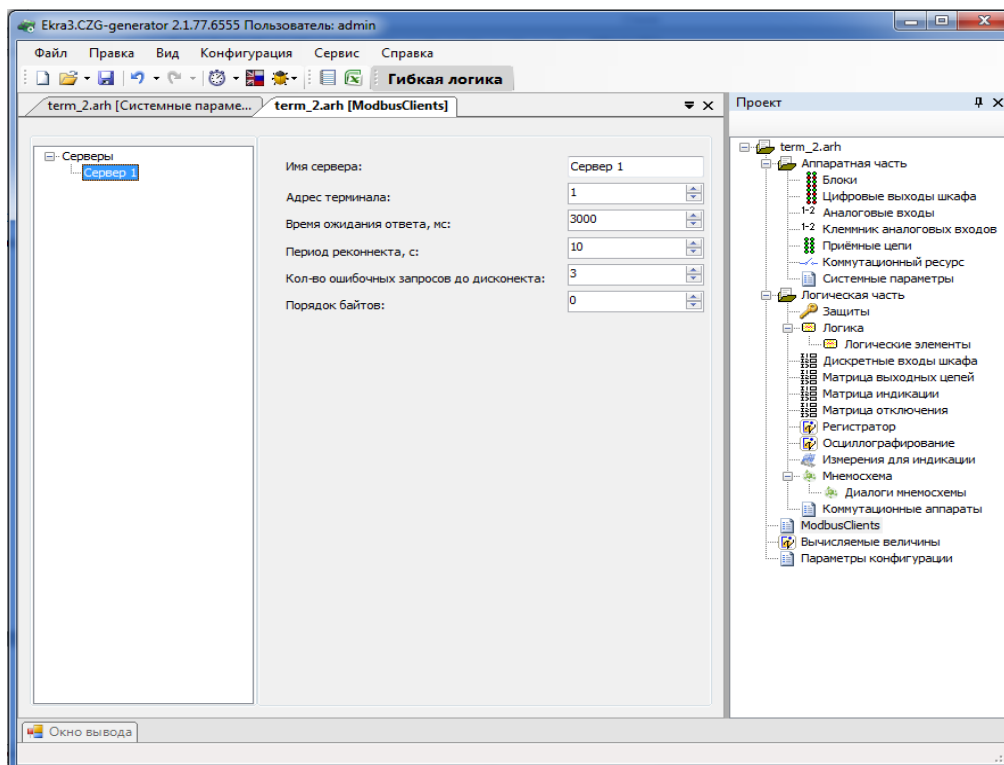 Ekra3.CZG-generator 2.1.77.6555 Пользователь: admin
Файл Правка Вид Конфигурация Сервис Справка
Гибкая логика
term_2.arh [Системные параме...
term_2.arh [ModbusClients]
Серверы
Сервер 1
Имя сервера: Сервер 1
Адрес терминала: 1
Время ожидания ответа, мс: 3000
Период реконнекта, с: 10
Кол-во ошибочных запросов до дисконекта: 3
Порядок байтов: 0
Проект
term_2.arh
Аппаратная часть
Блоки
Цифровые выходы шкафа
1-2 Аналоговые входы
1-2 Клеммник аналоговых входов
Приёмные цепи
Коммутационный ресурс
Системные параметры
Логическая часть
Защиты
Логика
Логические элементы
Дискретные входы шкафа
Матрица выходных цепей
Матрица индикации
Матрица отключения
Регистратор
Осциллографирование
Измерения для индикации
Мнемосхема
Диалоги мнемосхемы
Коммутационные аппараты
ModbusClients
Вычисляемые величины
Параметры конфигурации
Окно вывода